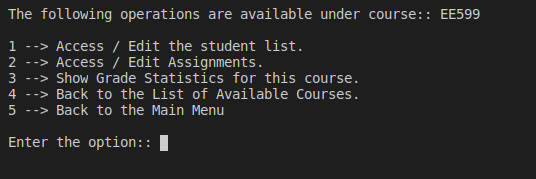 The following operations are available under course:: EE599
1 --> Access / Edit the student list.
2 --> Access / Edit Assignments.
3 --> Show Grade Statistics for this course.
4 --> Back to the List of Available Courses.
5 --> Back to the Main Menu
Enter the option::